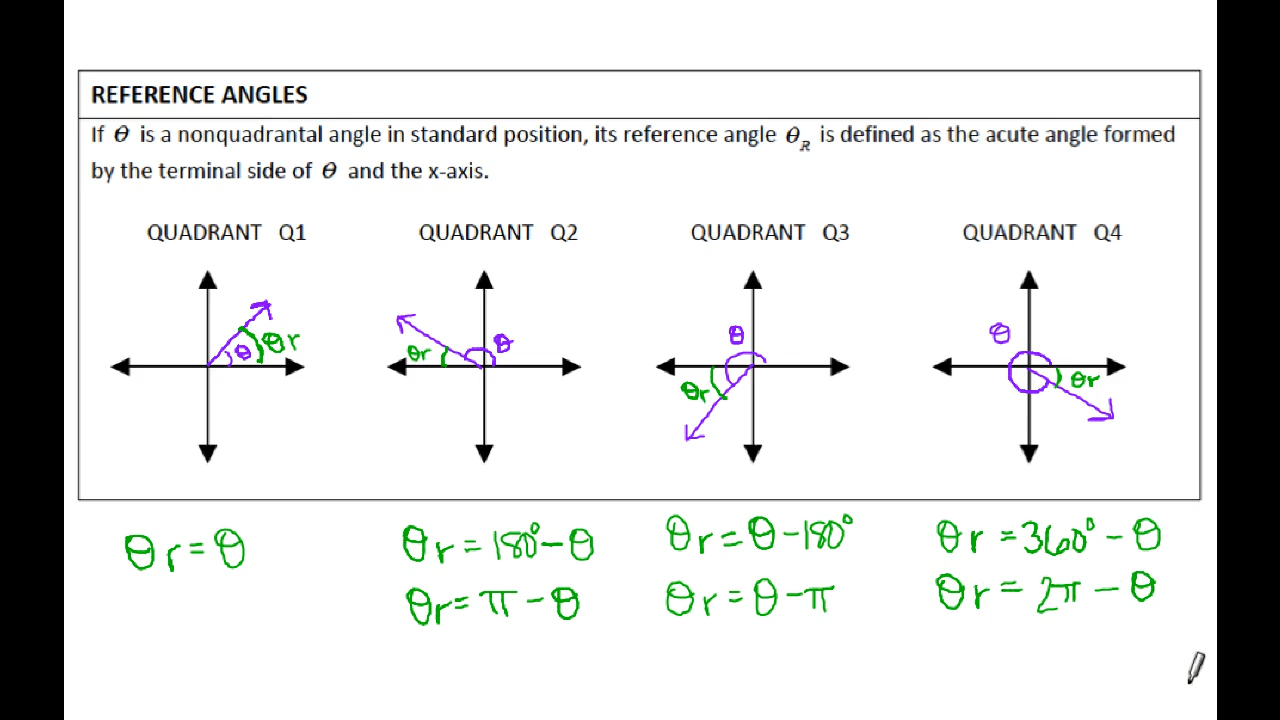 REFERENCE ANGLES
If θ is a nonquadrantal angle in standard position, its reference angle θ_R is defined as the acute angle formed
by the terminal side of θ and the x-axis.
QUADRANT Q1 QUADRANT Q2 QUADRANT Q3 QUADRANT Q4
θ θr
θr θ
θ θr
θ θr
θr = θ
θr = 180° - θ
θr = π - θ
θr = θ - 180°
θr = θ - π
θr = 360° - θ
θr = 2π - θ